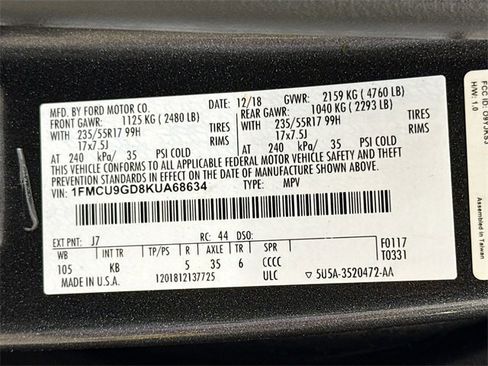 MFD. BY FORD MOTOR CO.
DATE: 12/18 GVWR: 2159 KG ( 4760 LB)
FRONT GAWR: 1125 KG ( 2480 LB)
REAR GAWR: 1040 KG ( 2293 LB)
WITH WITH
235/55R17 99H TIRES 235/55R17 99H TIRES
17x7.5J RIMS 17x7.5J RIMS
AT 240 kPa/ 35 PSI COLD AT 240 kPa/ 35 PSI COLD
THIS VEHICLE CONFORMS TO ALL APPLICABLE FEDERAL MOTOR VEHICLE SAFETY AND
THEFT PREVENTION STANDARDS IN EFFECT ON THE DATE OF MANUFACTURE SHOWN ABOVE.
VIN: 1FMCU9GD8KUA68634
TYPE: MPV
EXT PNT: J7 RC: 44 DSO:
WB INT TR TP/PS R AXLE TR SPR
105 KB 5 35 6 CCCC
F0117
T0331
MADE IN U.S.A. 1201812137725 ULC
5U5A-3520472-AA
H/W: 1.0
Assembled in Taiwan